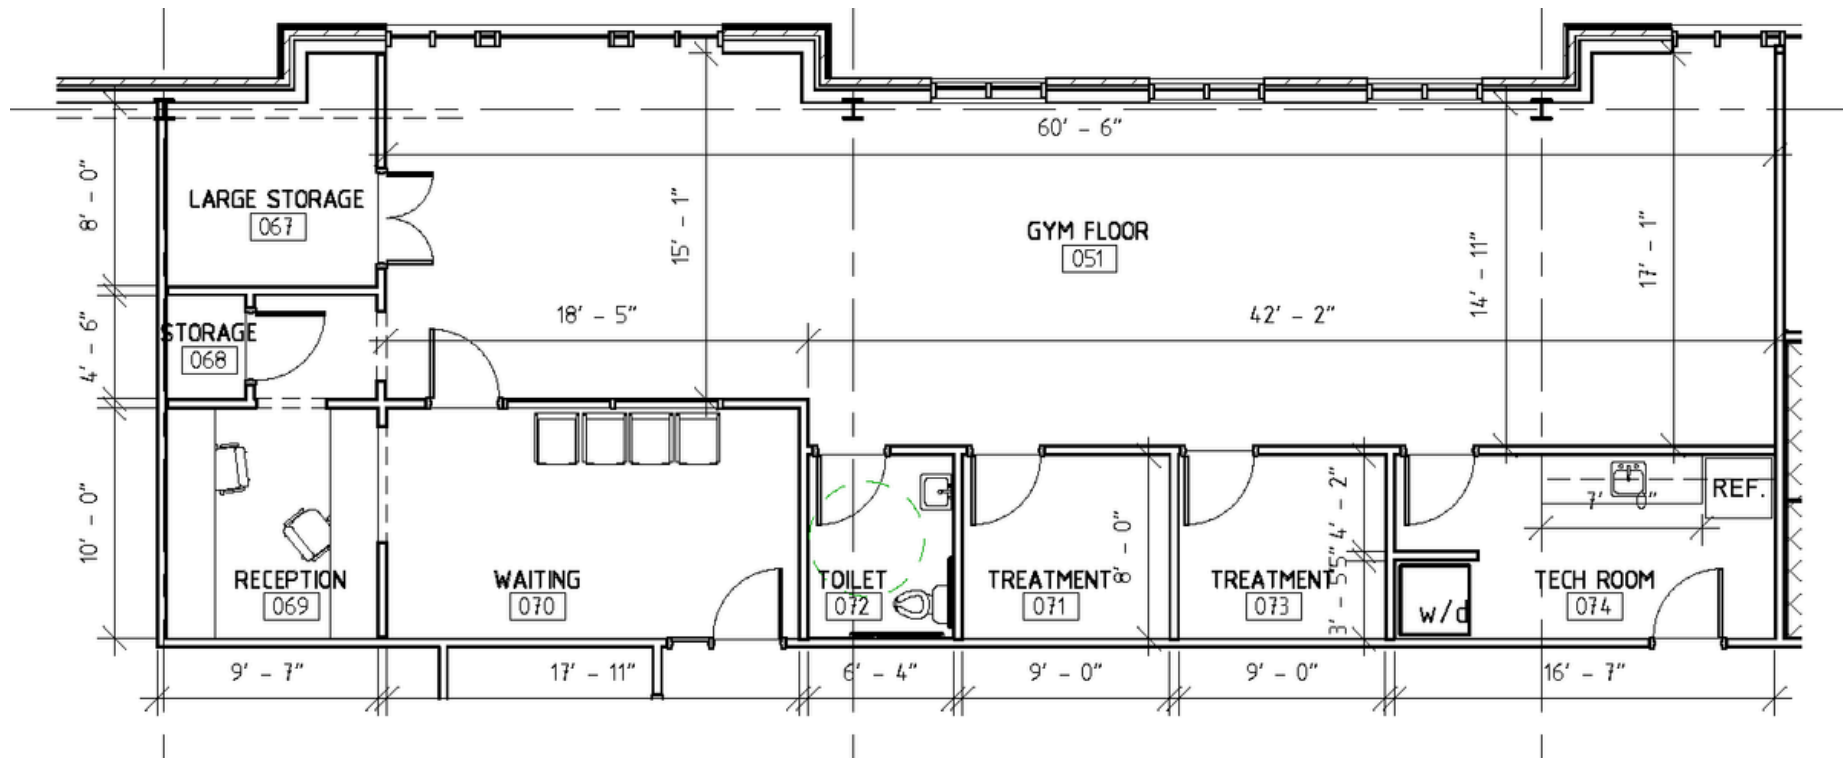 60' - 6"
8' - 0"
LARGE STORAGE
067
15' - 1"
GYM FLOOR
051
14' - 11"
17' - 1"
4' - 6"
STORAGE
068
18' - 5"
42' - 2"
10' - 0"
RECEPTION
069
WAITING
070
TOILET
072
TREATMENT
071
8' - 0"
TREATMENT
073
4' - 2"
5"
3' - 5"
7' - 8"
REF.
TECH ROOM
074
w/d
9' - 7"
17' - 11"
6' - 4"
9' - 0"
9' - 0"
16' - 7"